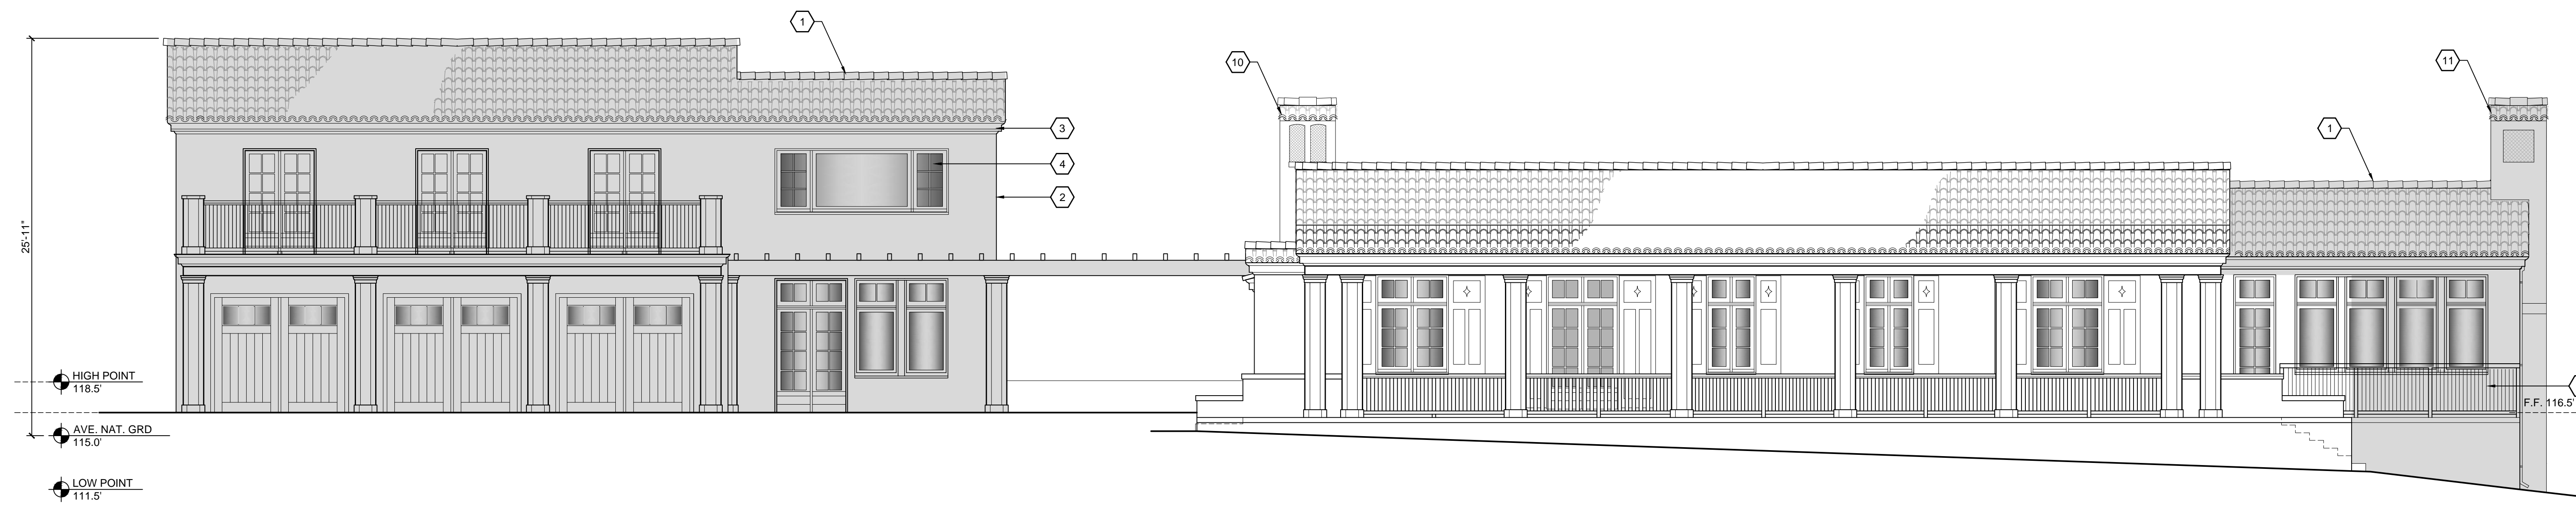 1
10
11
1
3
4
2
25'-11"
HIGH POINT
118.5'
F.F. 116.5'
AVE. NAT. GRD
115.0'
LOW POINT
111.5'